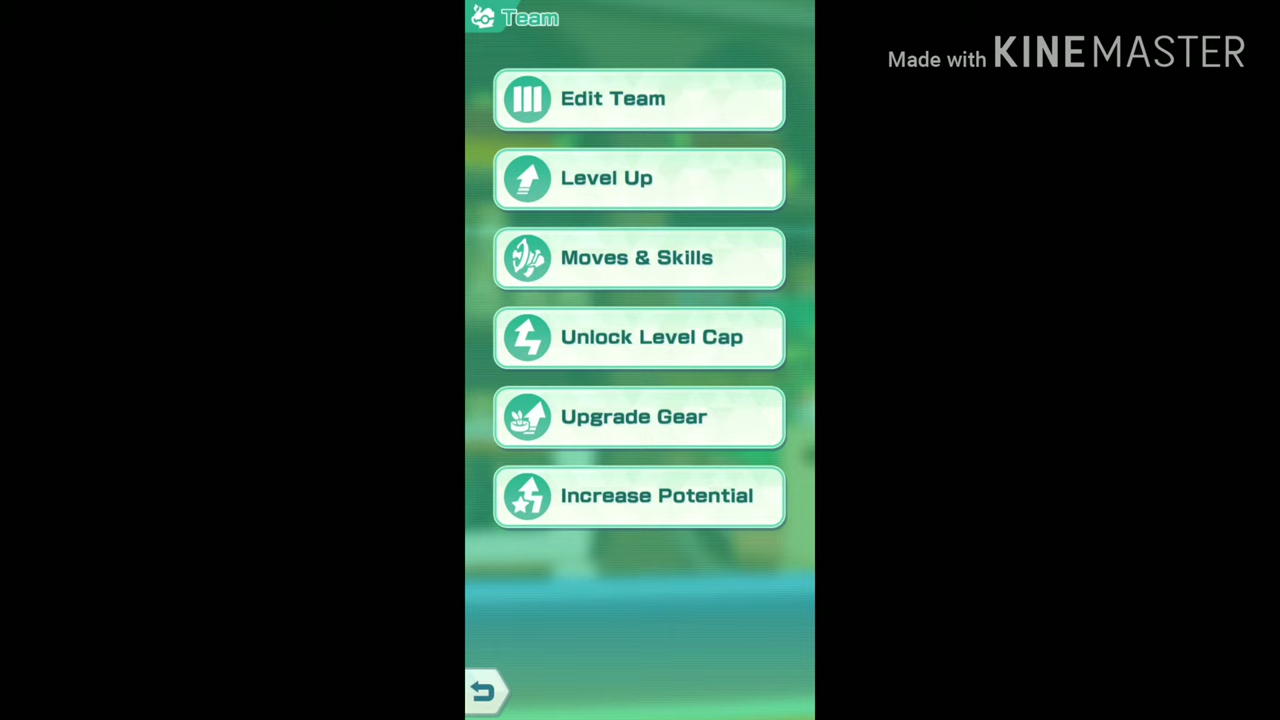 Team
Made with KINEMASTER
Edit Team
Level Up
Moves & Skills
Unlock Level Cap
Upgrade Gear
Increase Potential